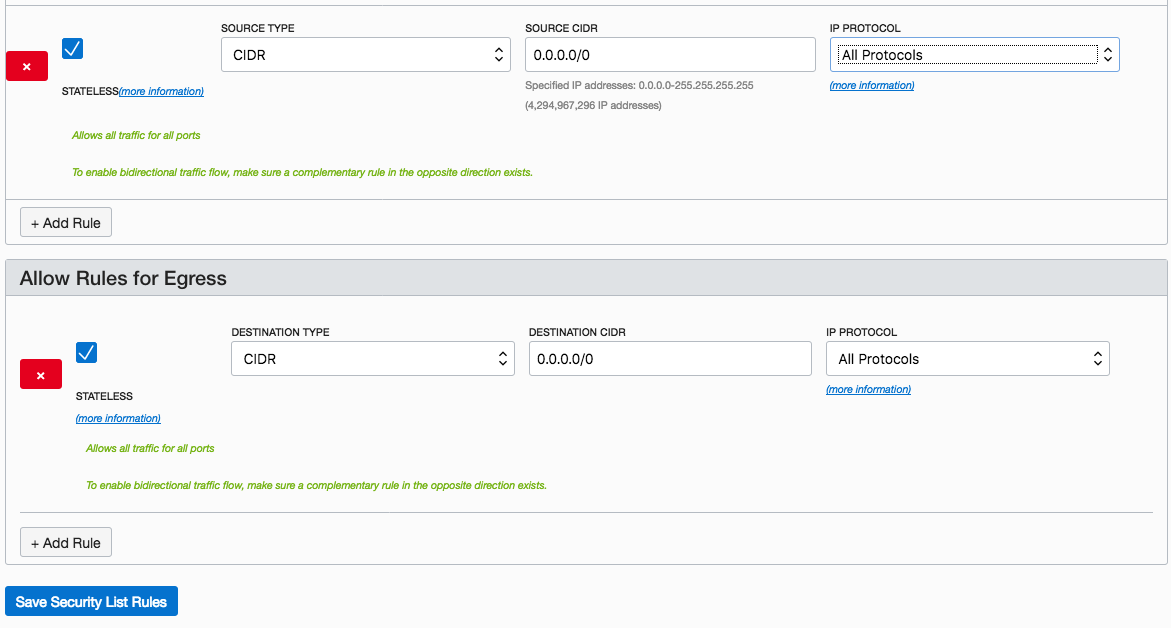 SOURCE TYPE SOURCE CIDR IP PROTOCOL
× CIDR 0.0.0.0/0 All Protocols
Specified IP addresses: 0.0.0.0-255.255.255.255 (more information)
STATELESS(more information) (4,294,967,296 IP addresses)
Allows all traffic for all ports
To enable bidirectional traffic flow, make sure a complementary rule in the opposite direction exists.
+ Add Rule
Allow Rules for Egress
DESTINATION TYPE DESTINATION CIDR IP PROTOCOL
× CIDR 0.0.0.0/0 All Protocols
(more information)
STATELESS
(more information)
Allows all traffic for all ports
To enable bidirectional traffic flow, make sure a complementary rule in the opposite direction exists.
+ Add Rule
Save Security List Rules